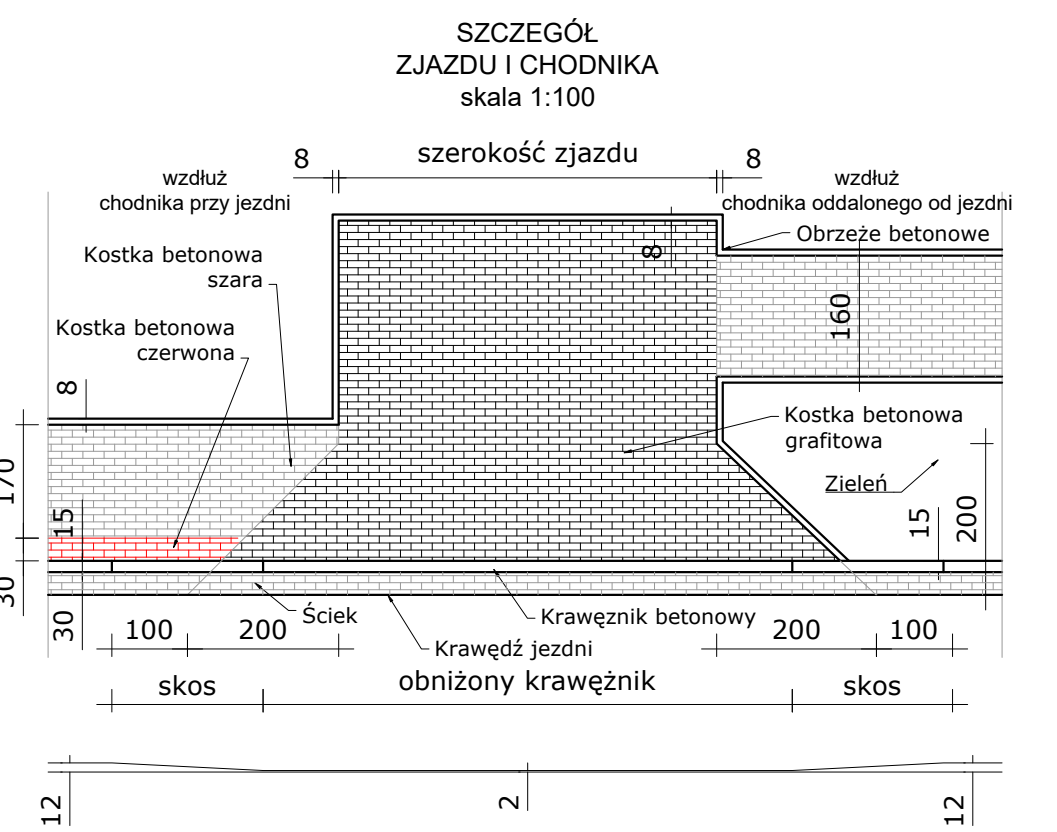 SZCZEGÓŁ
ZJAZDU I CHODNIKA
skala 1:100
8
szerokość zjazdu
8
wzdłuż
chodnika przy jezdni
wzdłuż
chodnika oddalonego od jezdni
Obrzeże betonowe
Kostka betonowa
szara
8
160
Kostka betonowa
czerwona
8
Kostka betonowa
grafitowa
Zieleń
170
15
15
200
30
30
Ściek
Krawęznik betonowy
100
200
Krawędź jezdni
200
100
skos
obniżony krawężnik
skos
12
2
12